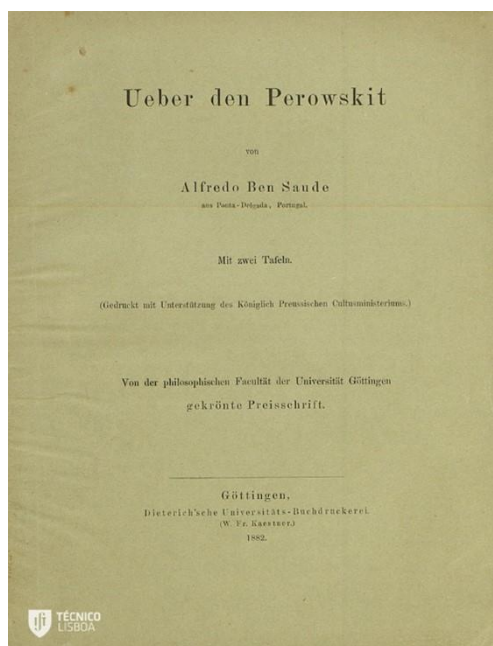 Ueber den Perowskit
von
Alfredo Ben Saude
aus Ponta-Delgada, Portugal.
Mit zwei Tafeln.
(Gedruckt mit Unterstützung des Königlich Preussischen Cultusministeriums.)
Von der philosophischen Facultät der Universität Göttingen
gekrönte Preisschrift.
Göttingen,
Dieterich'sche Universitäts-Buchdruckerei.
(W. Fr. Kaestner.)
1882.
TÉCNICO
LISBOA